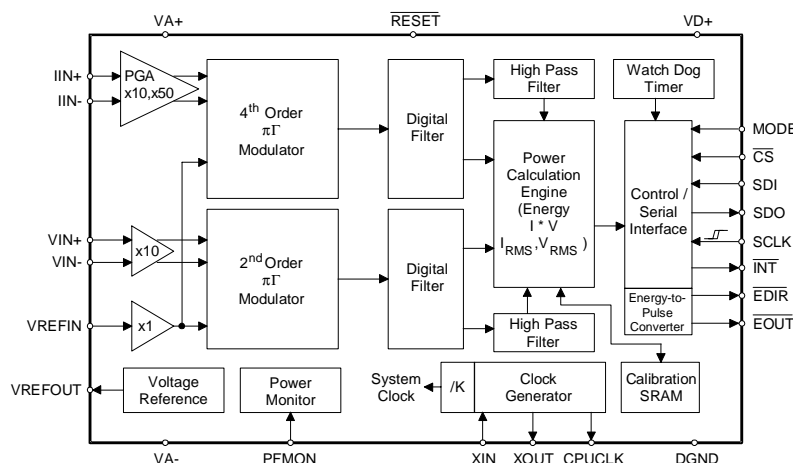 VA+
RESET
VD+
IIN+
IIN-
PGA
x10,x50
4th Order
πΓ
Modulator
Digital
Filter
High Pass
Filter
Watch Dog
Timer
Power
Calculation
Engine
(Energy
I * V
IRMS,VRMS )
Control /
Serial
Interface
MODE
CS
SDI
SDO
SCLK
INT
EDIR
EOUT
VIN+
VIN-
x10
2nd Order
πΓ
Modulator
Digital
Filter
High Pass
Filter
Energy-to-
Pulse
Converter
VREFIN
x1
VREFOUT
Voltage
Reference
Power
Monitor
System
Clock
/K
Clock
Generator
Calibration
SRAM
VA-
PFMON
XIN
XOUT
CPUCLK
DGND